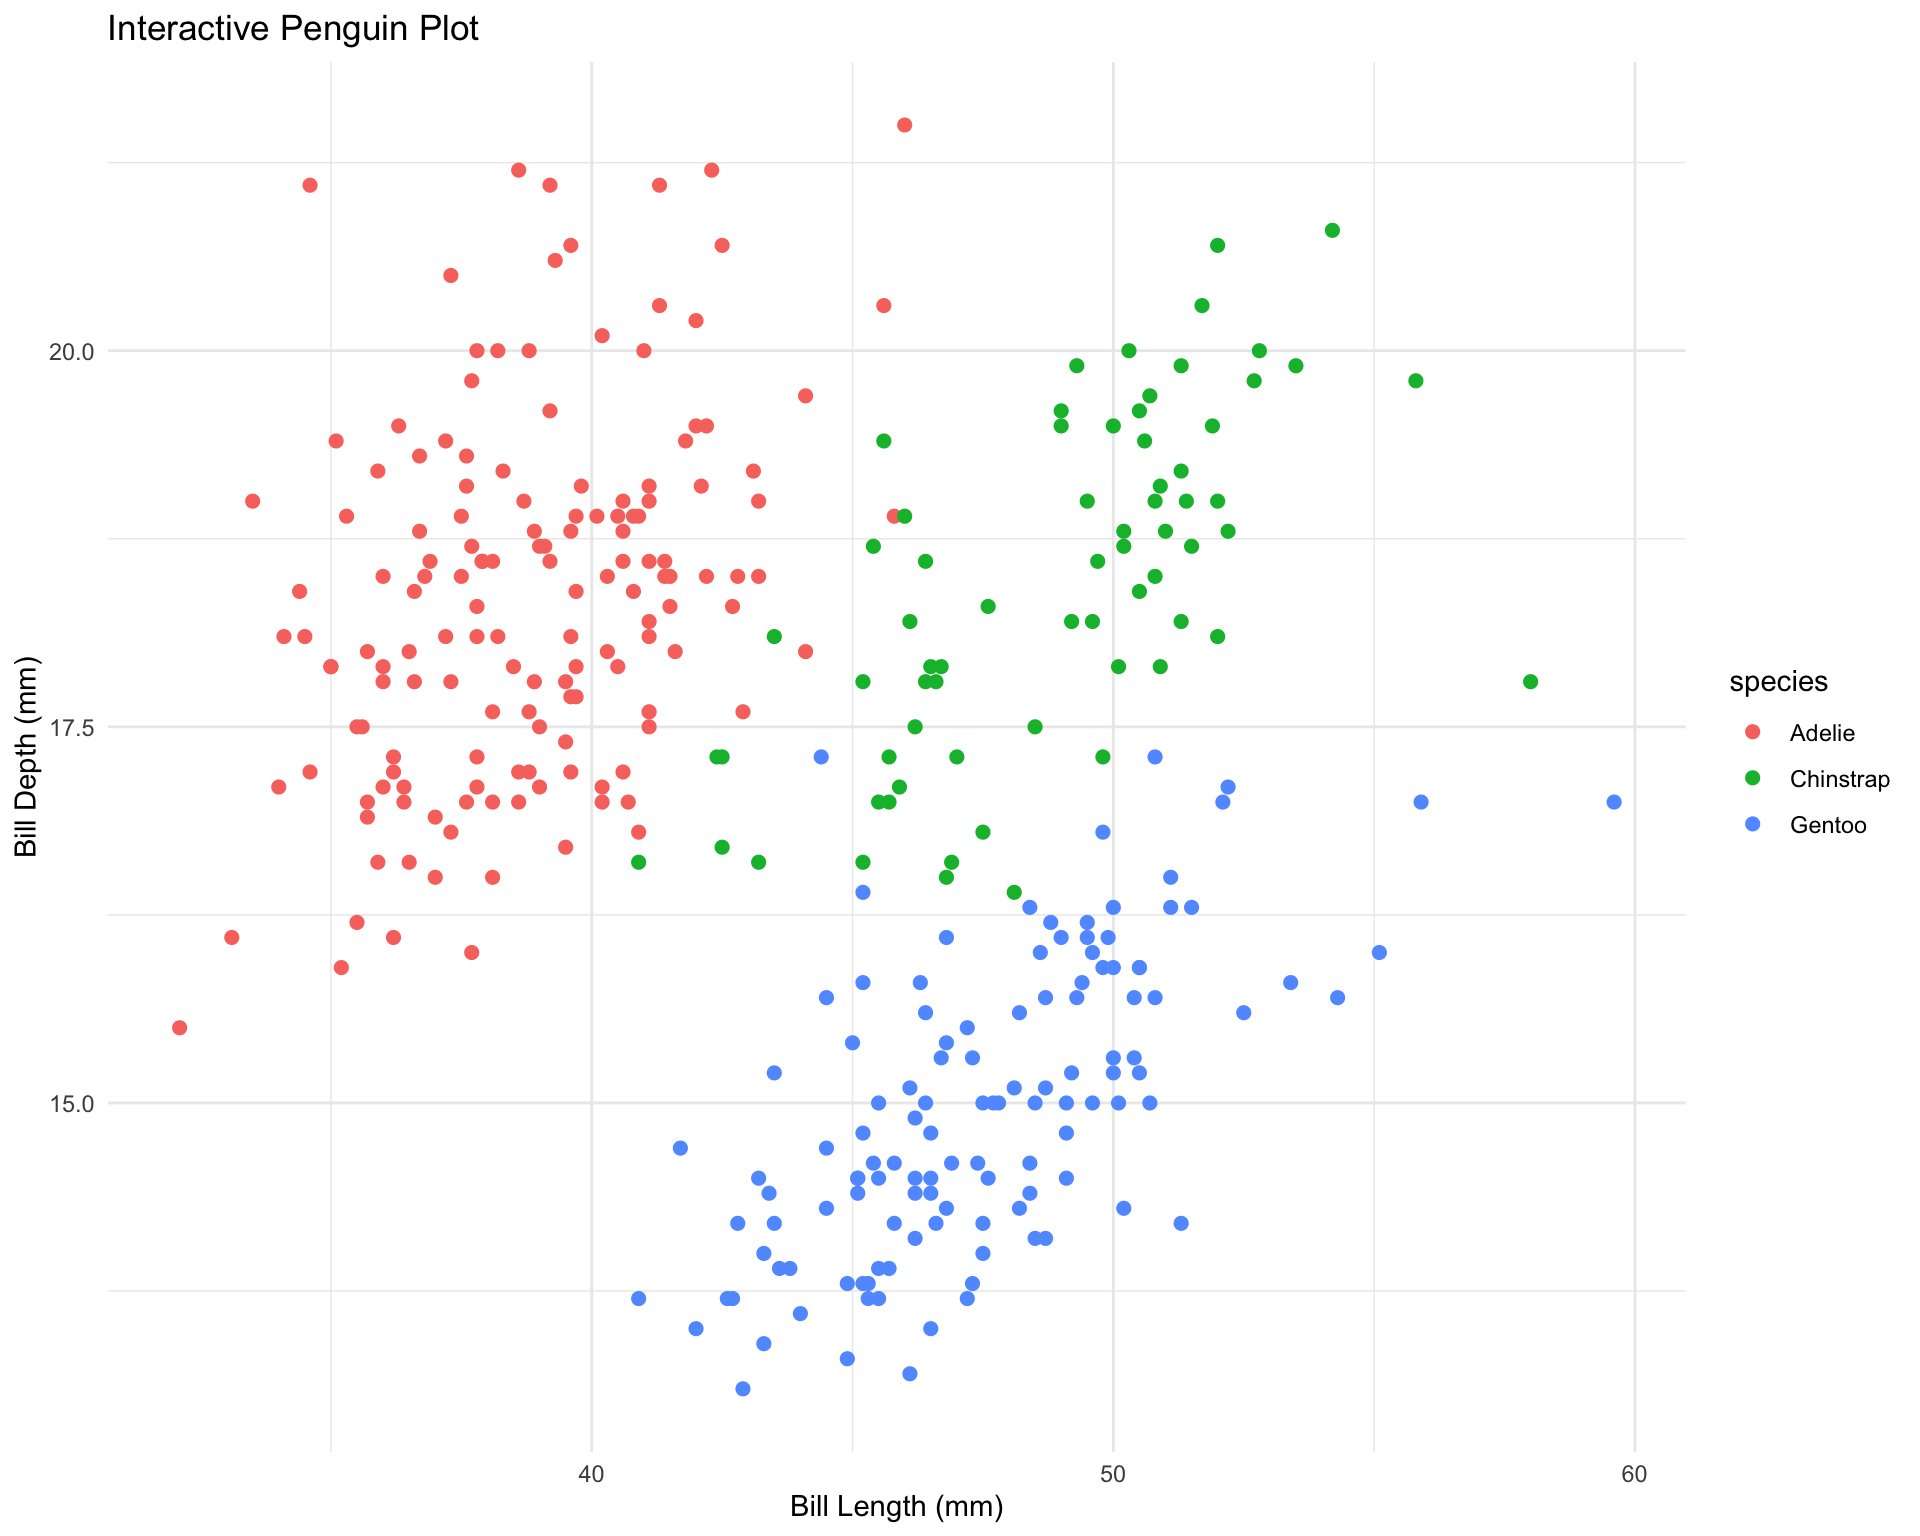 Interactive Penguin Plot
Bill Depth (mm)
20.0
17.5
15.0
40
50
60
Bill Length (mm)
species
Adelie
Chinstrap
Gentoo